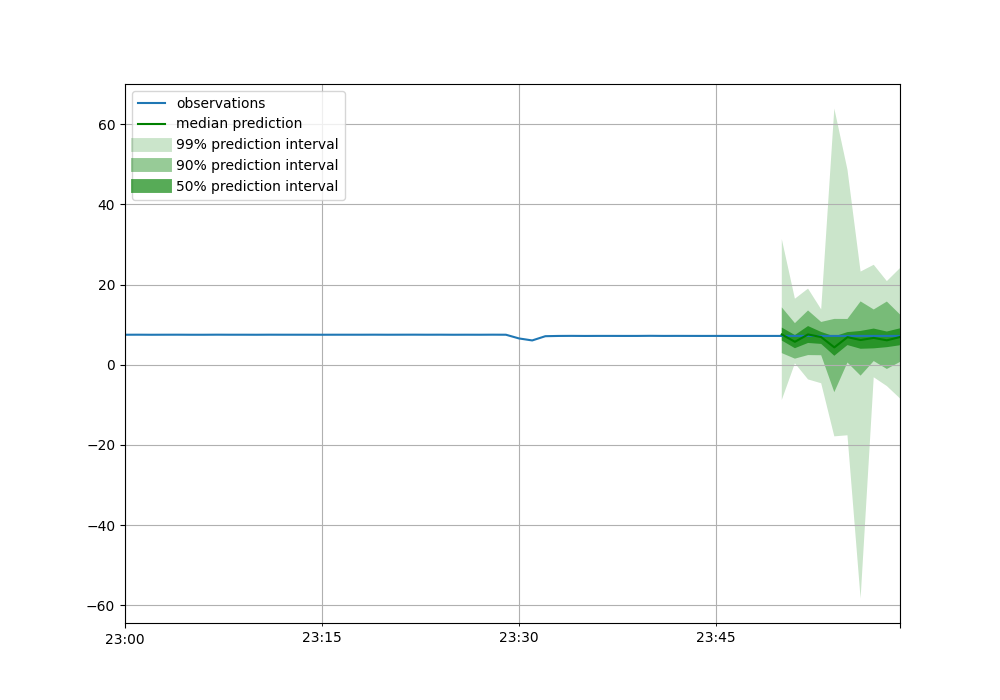 observations
median prediction
99% prediction interval
90% prediction interval
50% prediction interval
60
40
20
0
−20
−40
−60
23:00
23:15
23:30
23:45